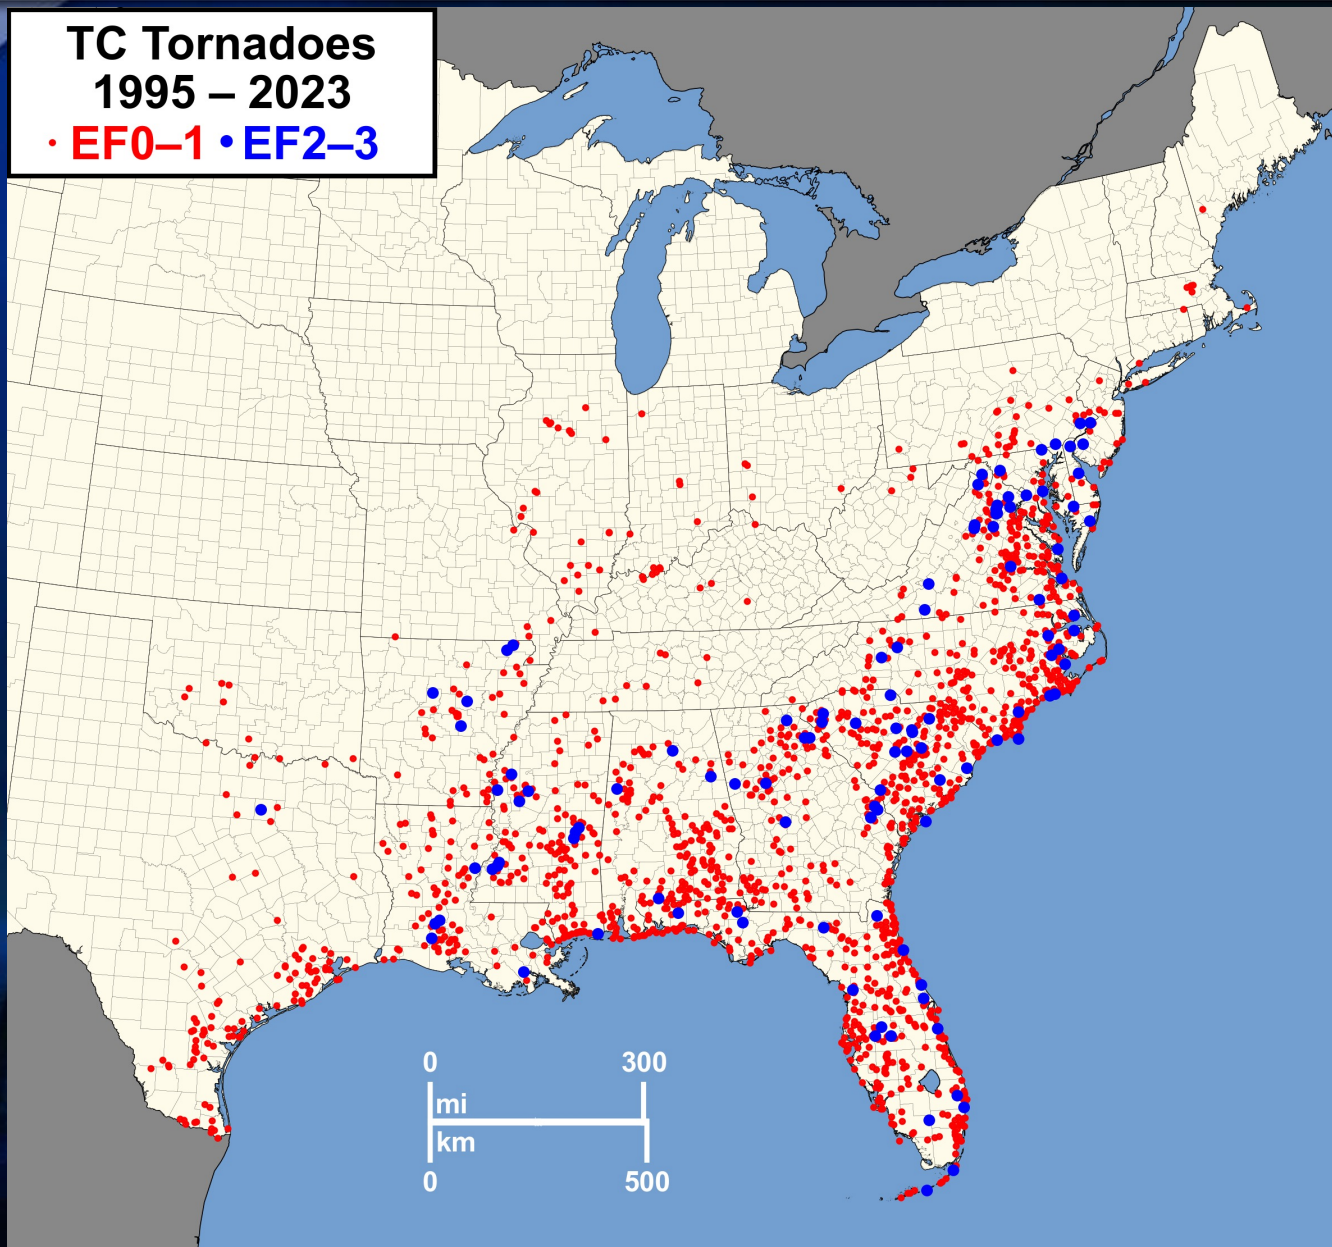 TC Tornadoes
1995 – 2023
• EF0–1 • EF2–3
0 300
mi
km
0 500